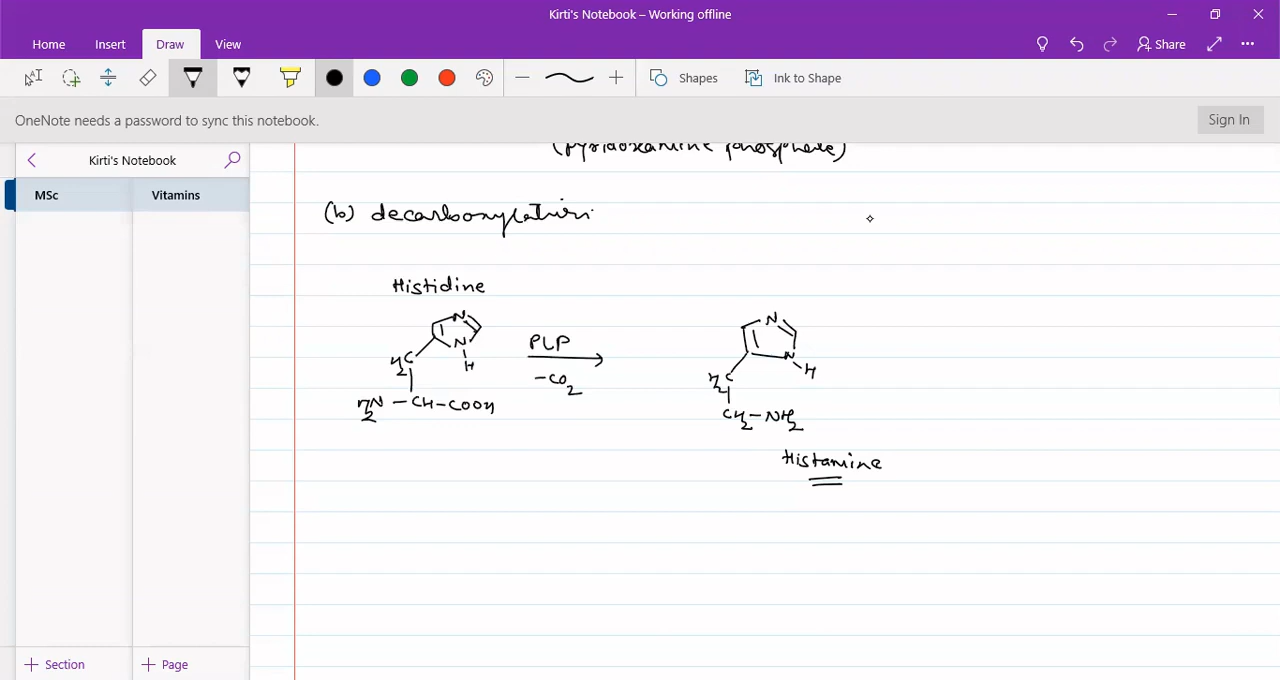 Kirti's Notebook – Working offline
Home Insert Draw View
Share
Shapes Ink to Shape
OneNote needs a password to sync this notebook.
Sign In
Kirti's Notebook
MSc
Vitamins
(pyridoxamine phosphate)
(b) decarboxylation
Histidine
N
N
H
H2C
H2N – CH – COOH
PLP
–CO2
N
N
H
H2C
CH2 – NH2
Histamine
+ Section
+ Page